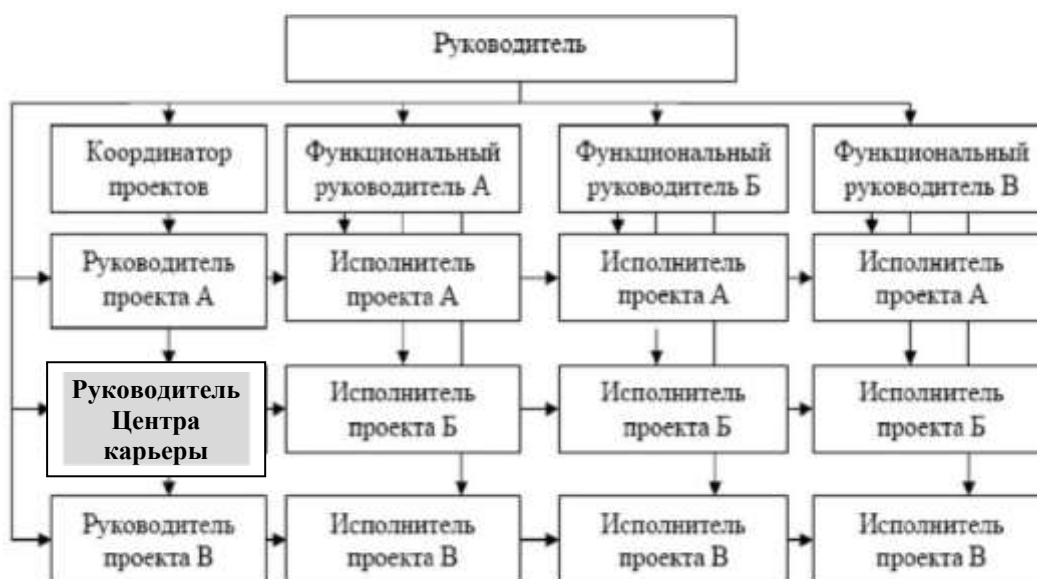 Руководитель
Координатор
проектов
Функциональный
руководитель А
Функциональный
руководитель Б
Функциональный
руководитель В
Руководитель
проекта А
Исполнитель
проекта А
Исполнитель
проекта А
Исполнитель
проекта А
Руководитель
Центра
карьеры
Исполнитель
проекта Б
Исполнитель
проекта Б
Исполнитель
проекта Б
Руководитель
проекта В
Исполнитель
проекта В
Исполнитель
проекта В
Исполнитель
проекта В